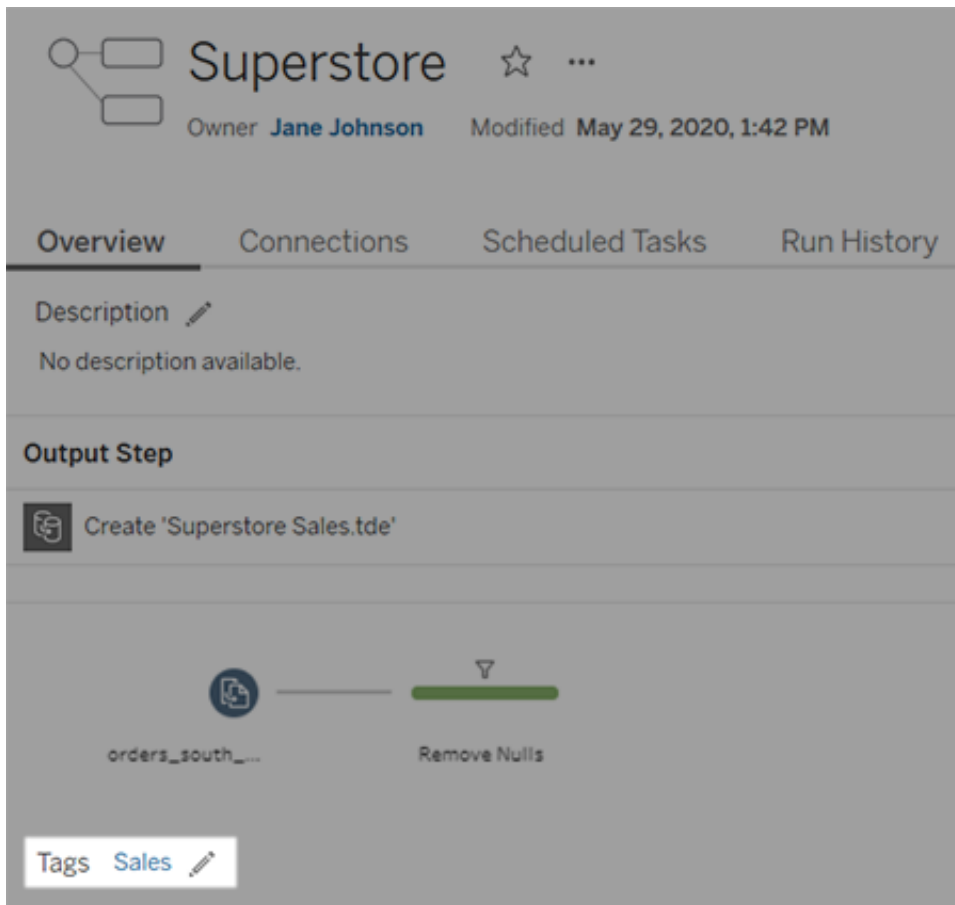 Superstore
Owner Jane Johnson Modified May 29, 2020, 1:42 PM
Overview Connections Scheduled Tasks Run History
Description
No description available.
Output Step
Create 'Superstore Sales.tde'
orders_south_... Remove Nulls
Tags Sales